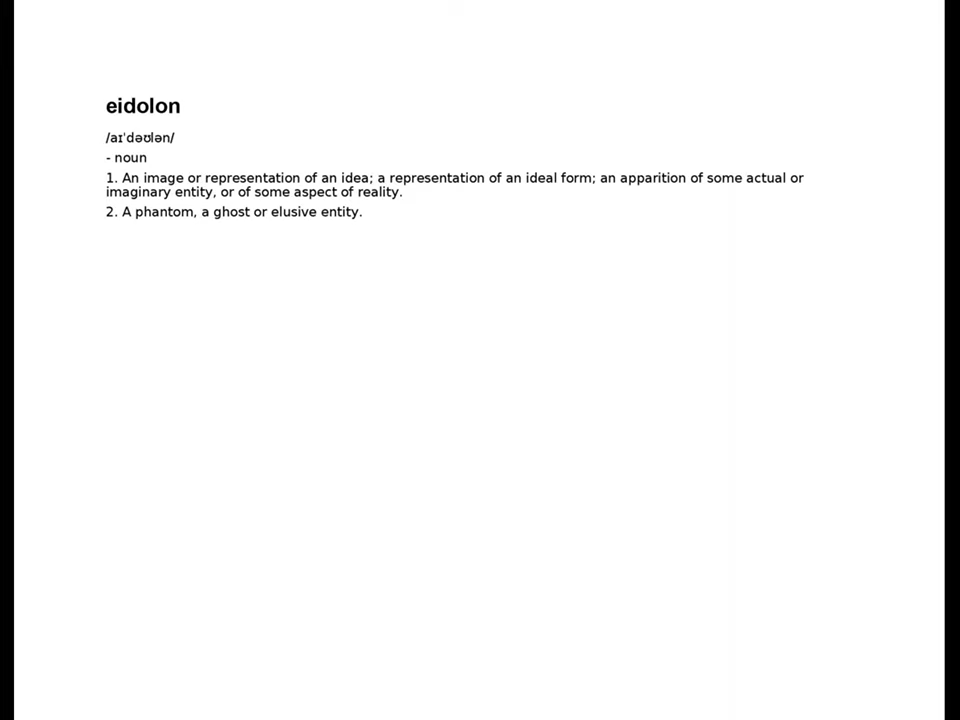 eidolon
/aɪˈdəʊlən/
- noun
1. An image or representation of an idea; a representation of an ideal form; an apparition of some actual or
imaginary entity, or of some aspect of reality.
2. A phantom, a ghost or elusive entity.